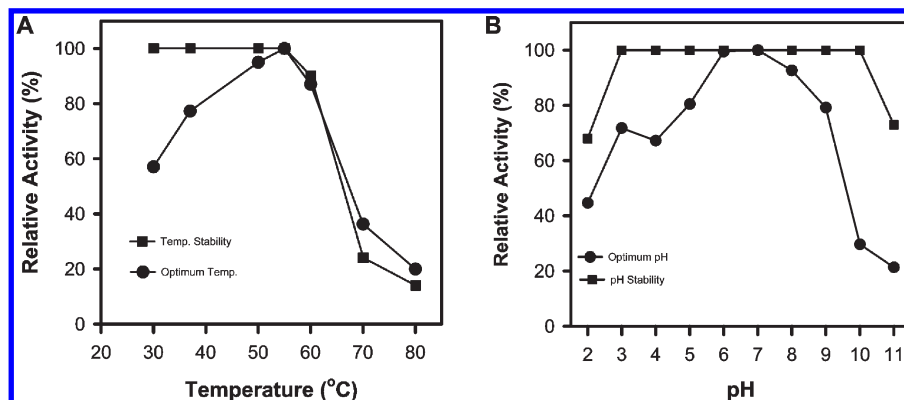 A
Relative Activity (%)
100
80
60
40
20
0
Temp. Stability
Optimum Temp.
20 30 40 50 60 70 80
Temperature (°C)
B
Relative Activity (%)
100
80
60
40
20
0
Optimum pH
pH Stability
2 3 4 5 6 7 8 9 10 11
pH